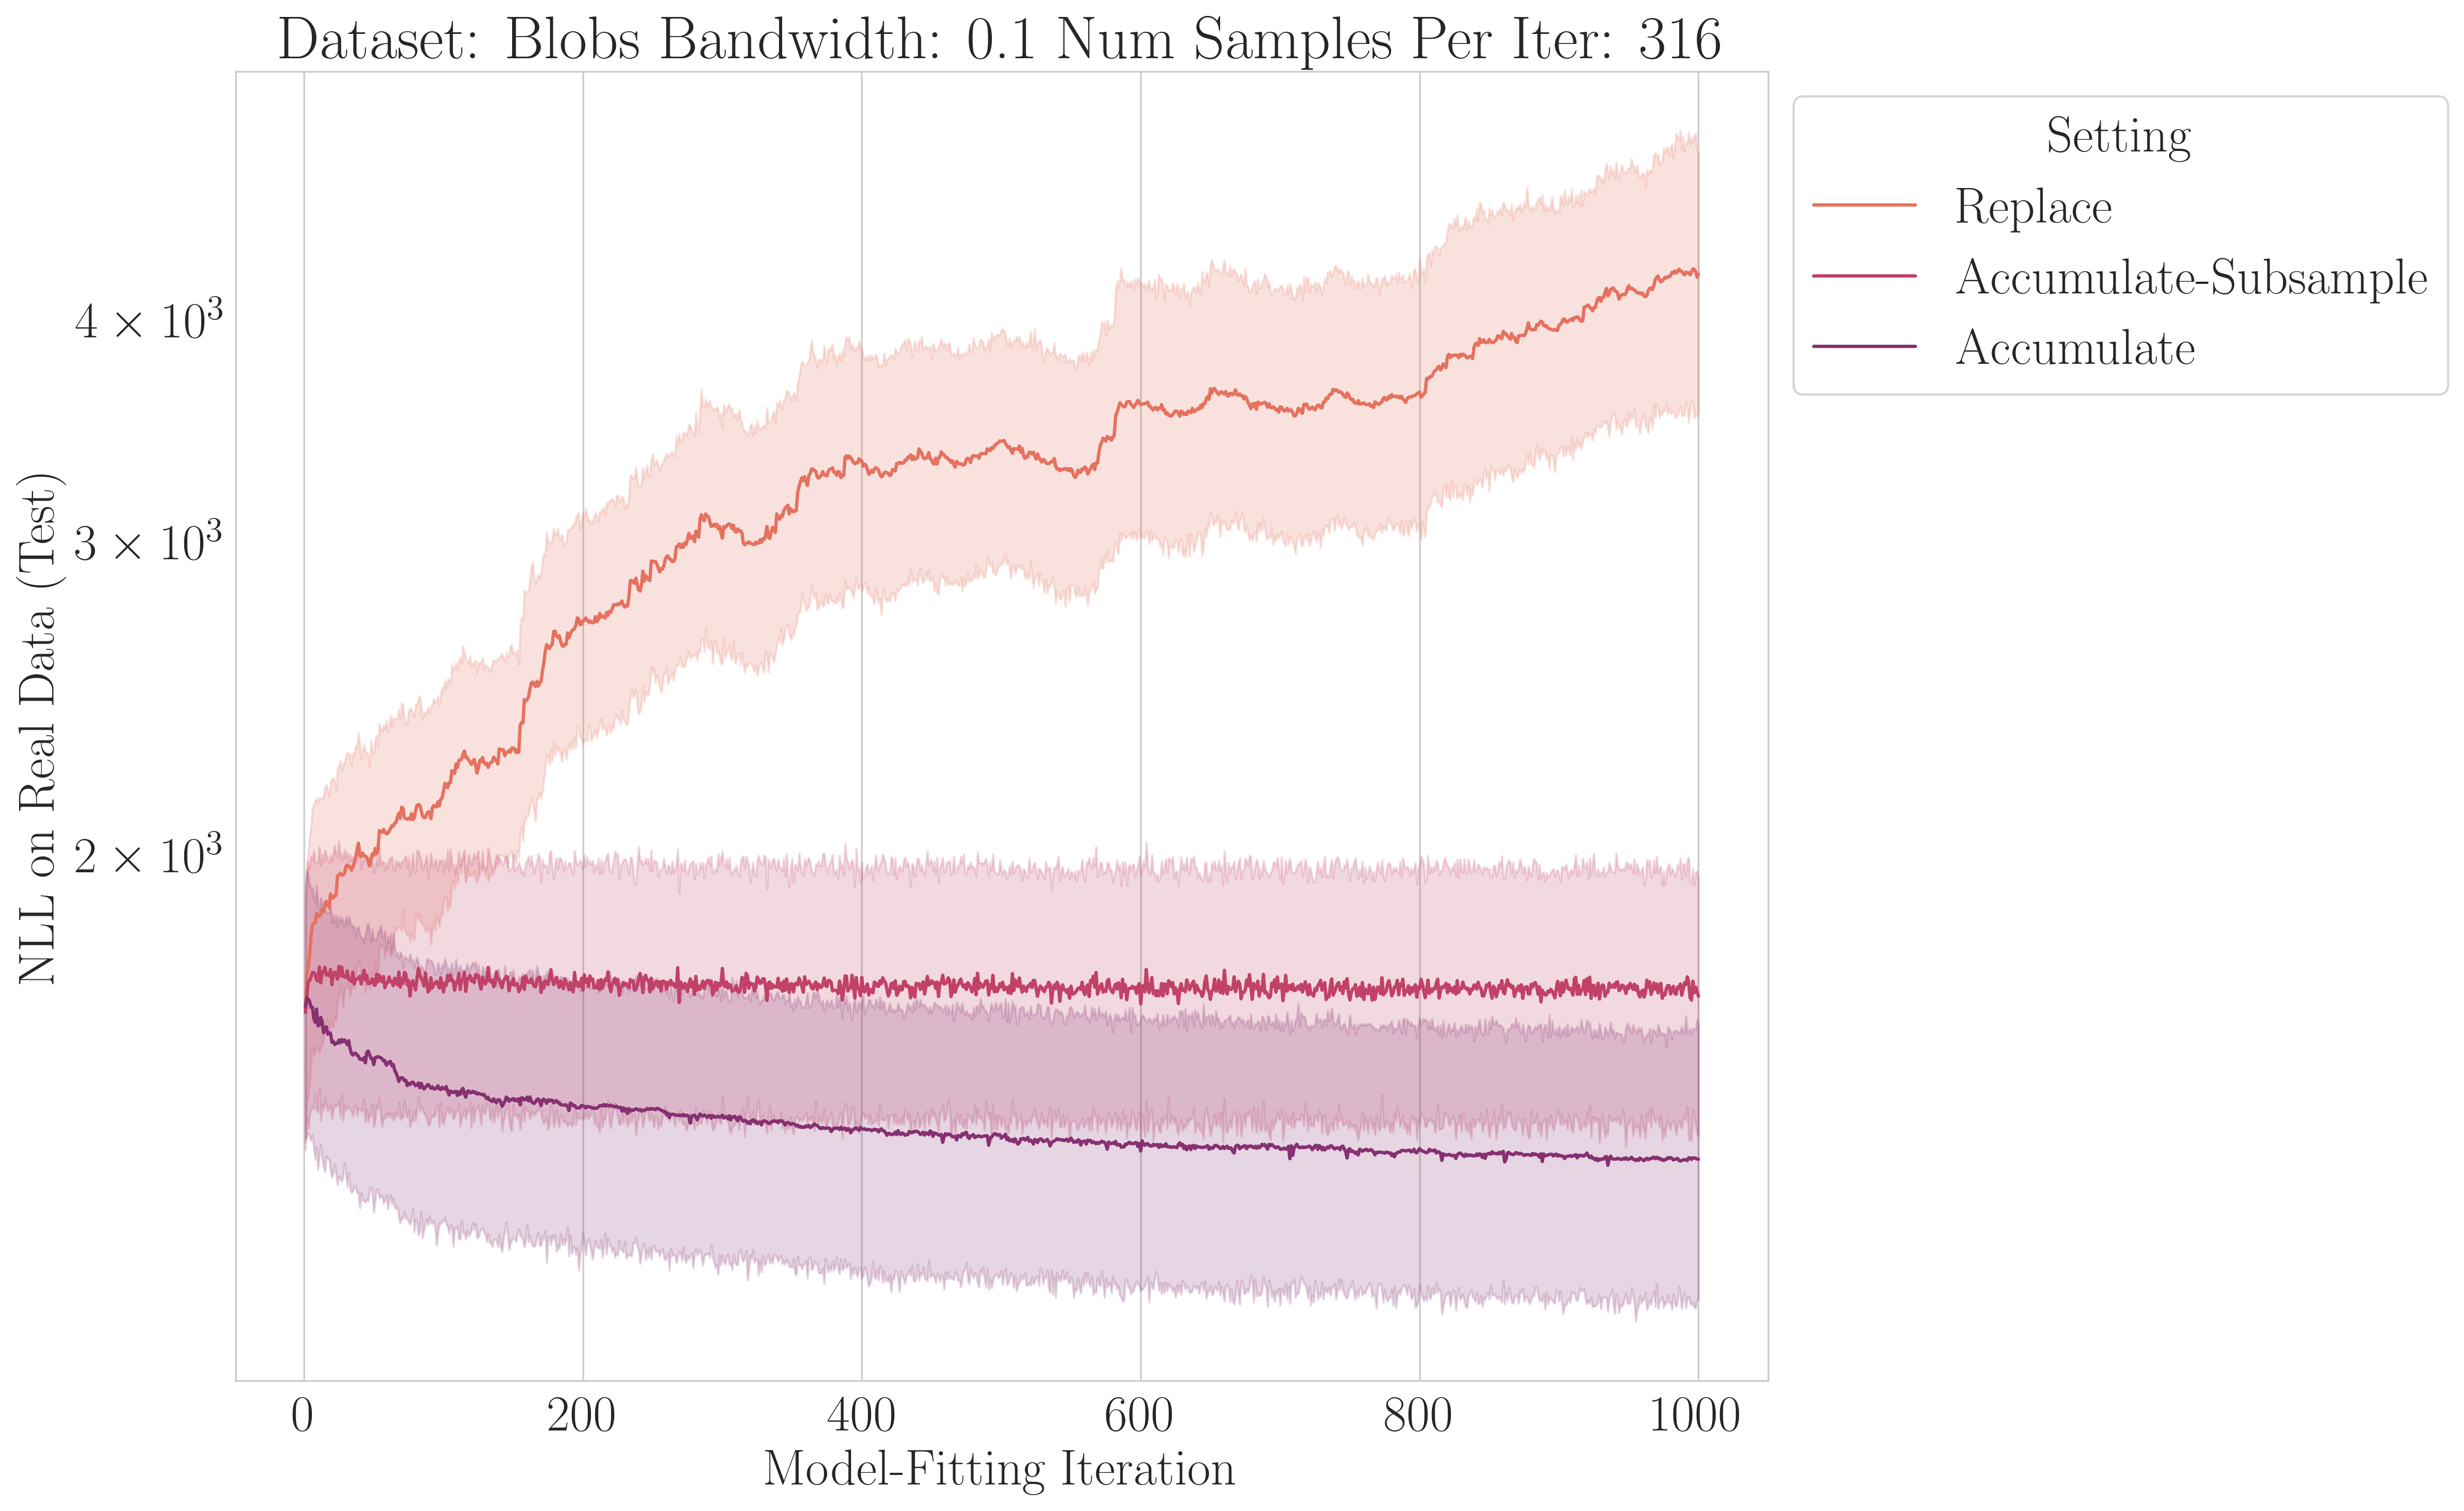 Dataset: Blobs Bandwidth: 0.1 Num Samples Per Iter: 316
NLL on Real Data (Test)
4 × 10³
3 × 10³
2 × 10³
0 200 400 600 800 1000
Model-Fitting Iteration
Setting
Replace
Accumulate-Subsample
Accumulate